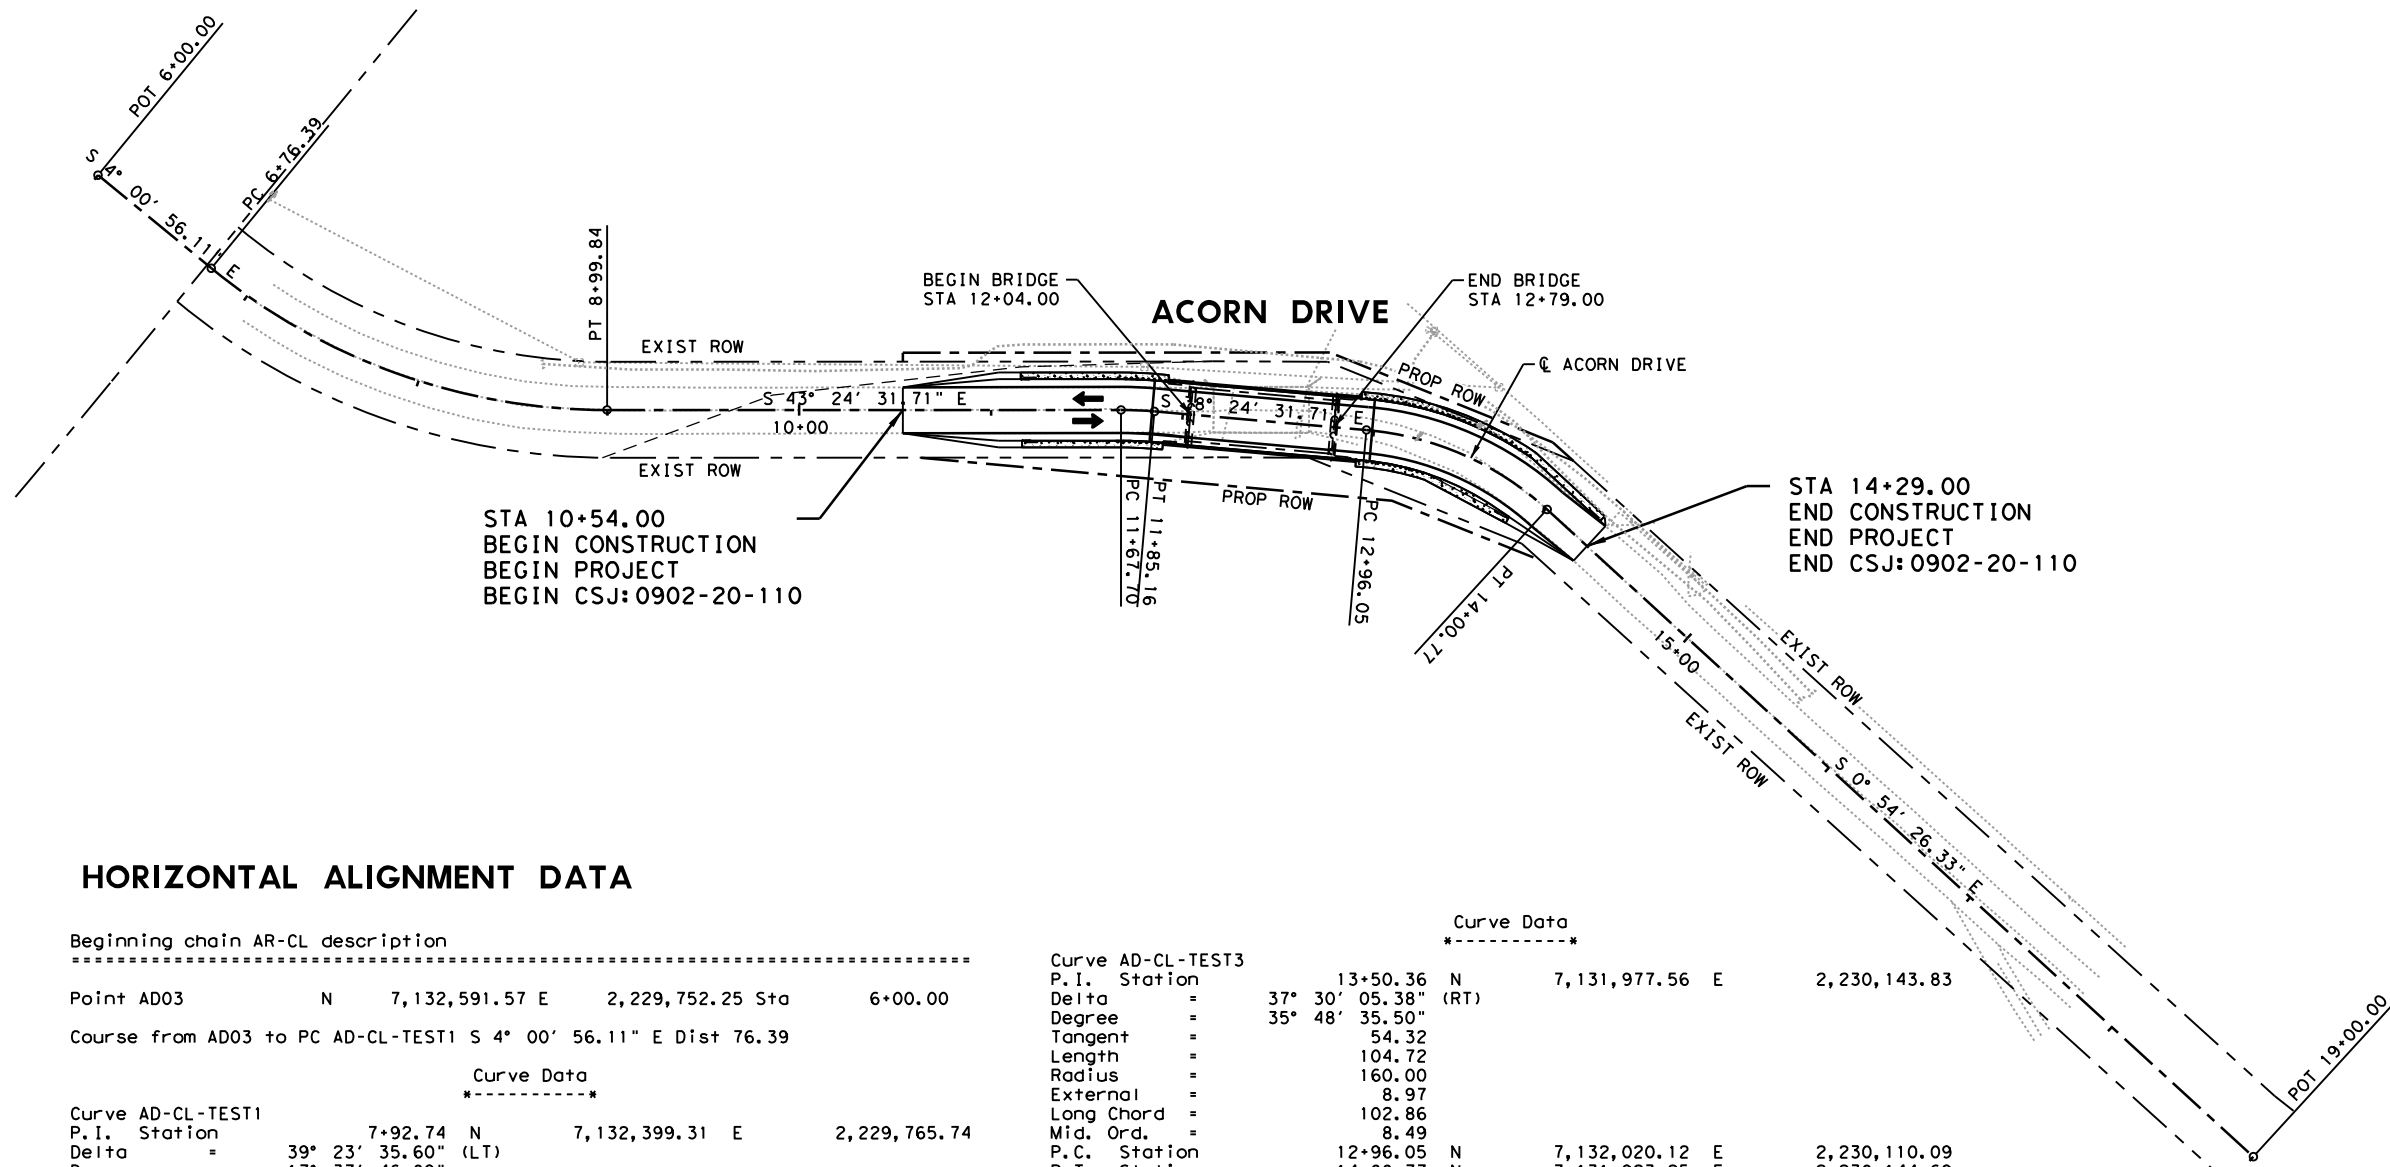 POT 6+00.00
PC 6+76.39
S 4° 00' 56.11" E
PT 8+99.84
BEGIN BRIDGE
STA 12+04.00
ACORN DRIVE
END BRIDGE
STA 12+79.00
EXIST ROW
℄ ACORN DRIVE
PROP ROW
S 43° 24' 31.71" E
10+00
S 38° 24' 31.71" E
EXIST ROW
PROP ROW
STA 10+54.00
BEGIN CONSTRUCTION
BEGIN PROJECT
BEGIN CSJ:0902-20-110
PC 11+67.70
PT 11+85.16
PC 12+96.05
PT 14+00.77
STA 14+29.00
END CONSTRUCTION
END PROJECT
END CSJ:0902-20-110
15+00
EXIST ROW
EXIST ROW
S 0° 54' 26.33" E
POT 19+00.00
HORIZONTAL ALIGNMENT DATA
Beginning chain AR-CL description
===============================================================================
Point AD03 N 7,132,591.57 E 2,229,752.25 Sta 6+00.00
Course from AD03 to PC AD-CL-TEST1 S 4° 00' 56.11" E Dist 76.39
Curve Data
*-----------*
Curve AD-CL-TEST1
P.I. Station 7+92.74 N 7,132,399.31 E 2,229,765.74
Delta = 39° 23' 35.60" (LT)
Curve Data
*-----------*
Curve AD-CL-TEST3
P.I. Station 13+50.36 N 7,131,977.56 E 2,230,143.83
Delta = 37° 30' 05.38" (RT)
Degree = 35° 48' 35.50"
Tangent = 54.32
Length = 104.72
Radius = 160.00
External = 8.97
Long Chord = 102.86
Mid. Ord. = 8.49
P.C. Station 12+96.05 N 7,132,020.12 E 2,230,110.09